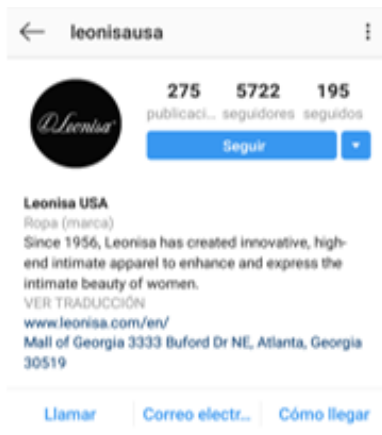 leonisausa
275 5722 195
publicaci... seguidores seguidos
Leonisa
Seguir
Leonisa USA
Ropa (marca)
Since 1956, Leonisa has created innovative, high-
end intimate apparel to enhance and express the
intimate beauty of women.
VER TRADUCCIÓN
www.leonisa.com/en/
Mall of Georgia 3333 Buford Dr NE, Atlanta, Georgia
30519
Llamar Correo electr... Cómo llegar